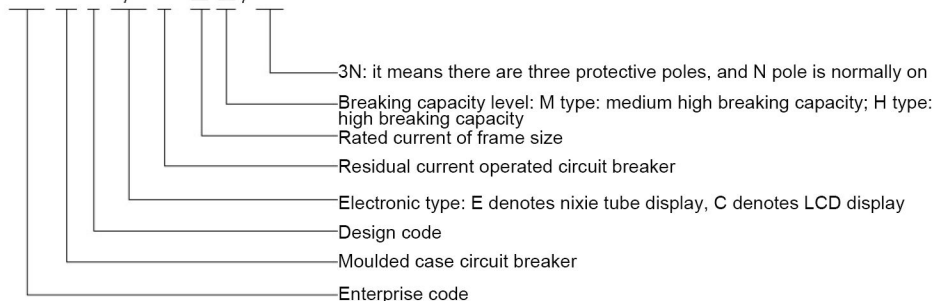 3N: it means there are three protective poles, and N pole is normally on
Breaking capacity level: M type: medium high breaking capacity; H type:
high breaking capacity
Rated current of frame size
Residual current operated circuit breaker
Electronic type: E denotes nixie tube display, C denotes LCD display
Design code
Moulded case circuit breaker
Enterprise code